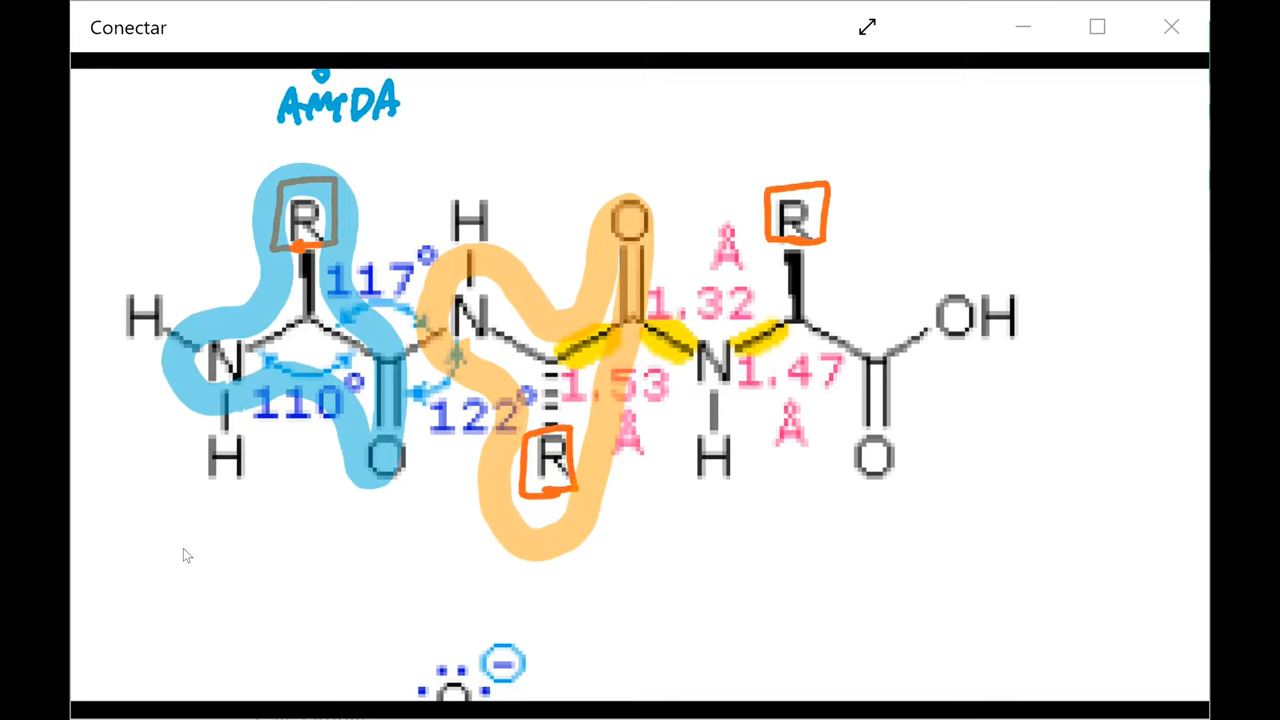 Conectar
AMIDA
R H O R
117° Å
1.32
H N OH
N N
110° 122° 1.53 1.47
Å Å
H O R H O
O −